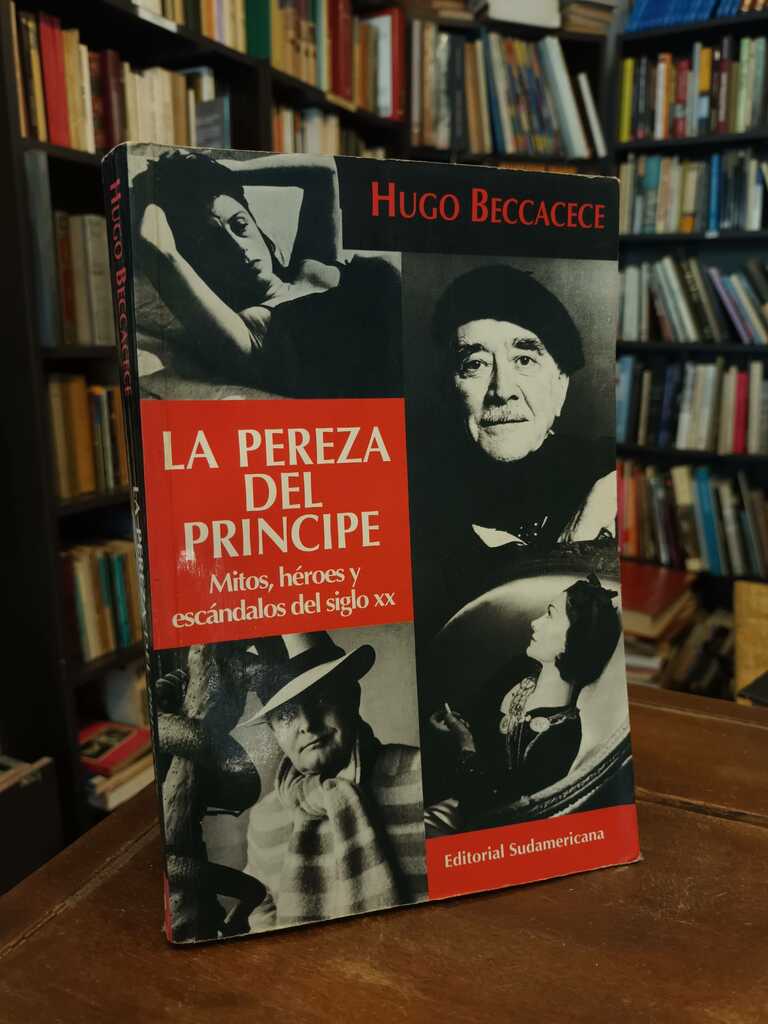 HUGO BECCACECE
HUGO BECCACECE
LA PEREZA
DEL
PRINCIPE
Mitos, héroes y
escándalos del siglo XX
Editorial Sudamericana